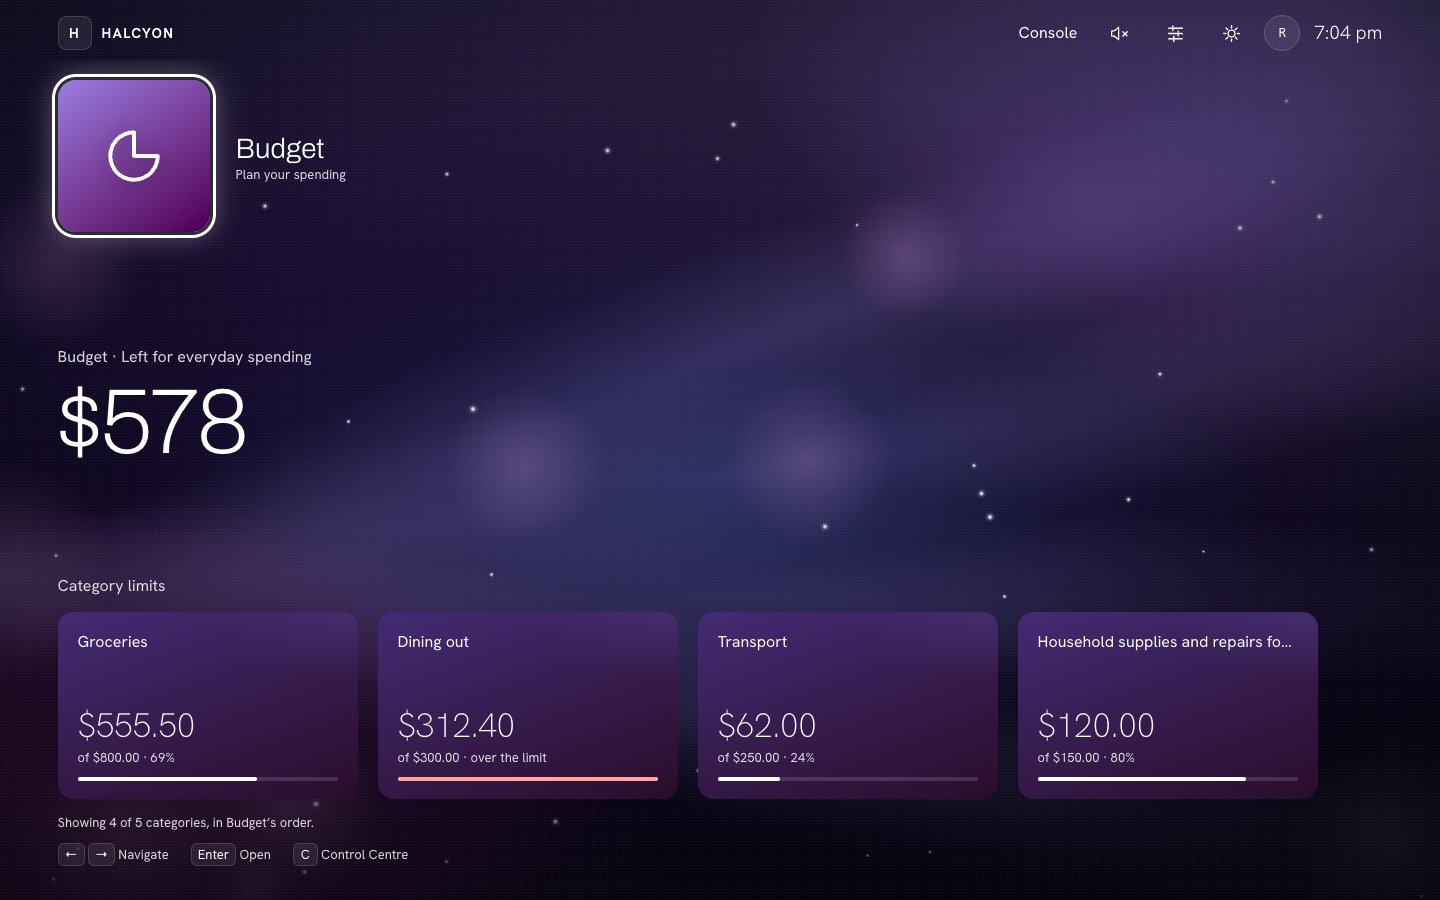 H HALCYON
Console
R 7:04 pm
Budget
Plan your spending
Budget · Left for everyday spending
$578
Category limits
Groceries
$555.50
of $800.00 · 69%
Dining out
$312.40
of $300.00 · over the limit
Transport
$62.00
of $250.00 · 24%
Household supplies and repairs fo...
$120.00
of $150.00 · 80%
Showing 4 of 5 categories, in Budget’s order.
← → Navigate Enter Open C Control Centre